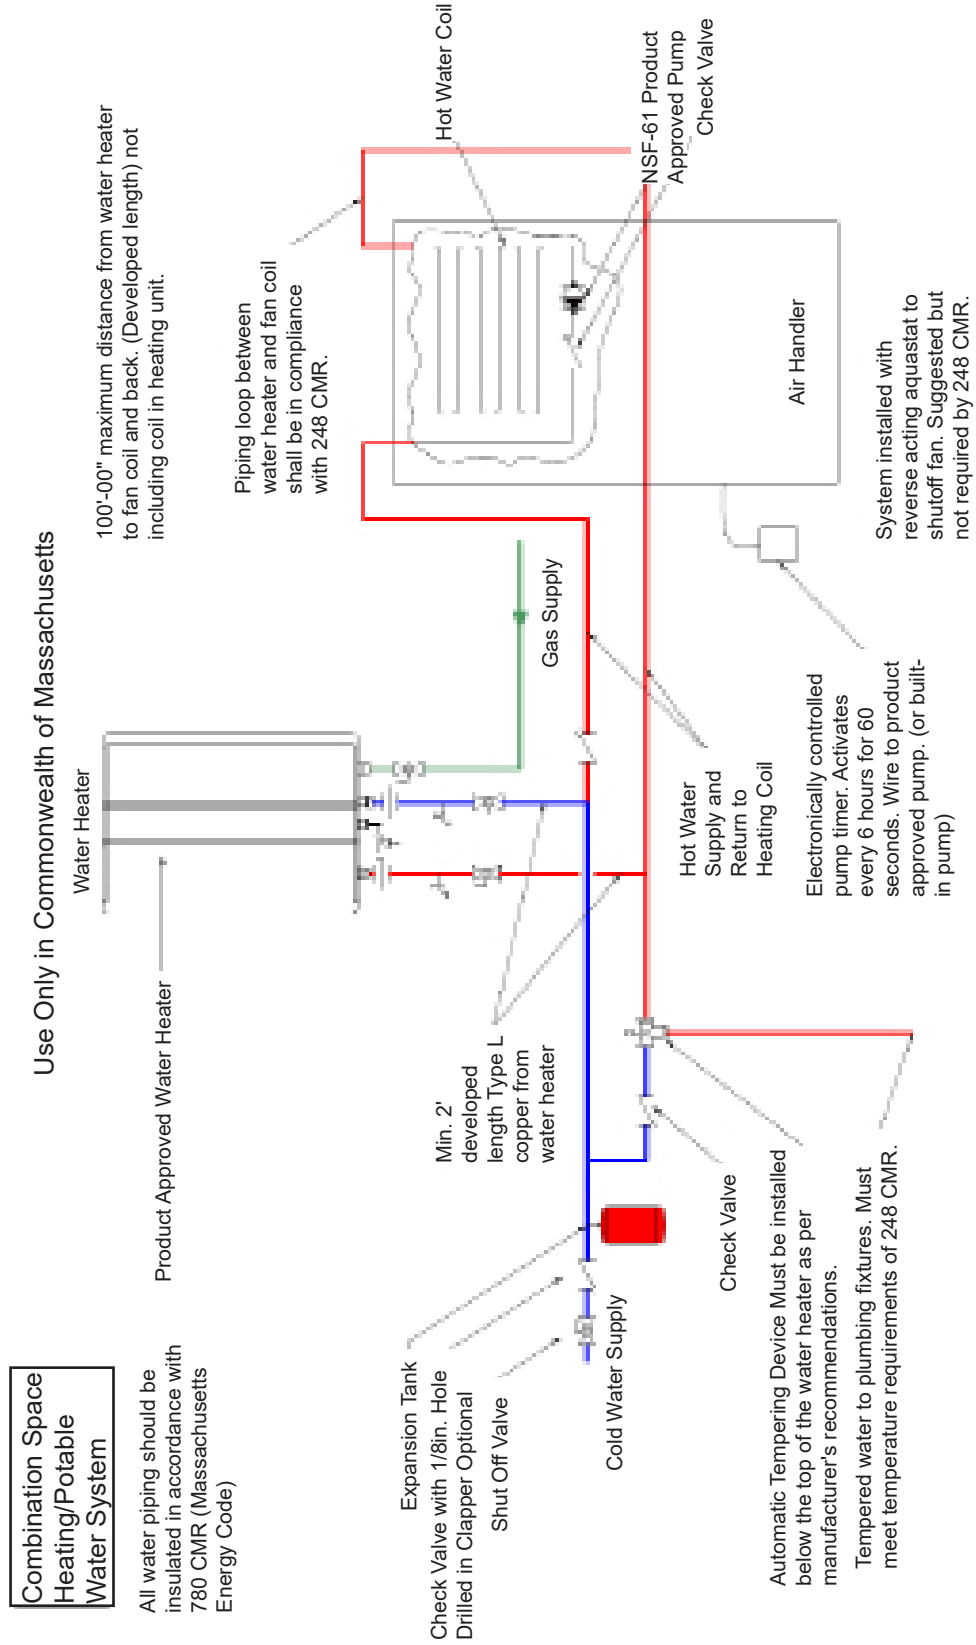 Use Only in Commonwealth of Massachusetts
Combination Space
Heating/Potable
Water System
All water piping should be
insulated in accordance with
780 CMR (Massachusetts
Energy Code)
Product Approved Water Heater
Water Heater
100'-00" maximum distance from water heater
to fan coil and back. (Developed length) not
including coil in heating unit.
Piping loop between
water heater and fan coil
shall be in compliance
with 248 CMR.
Hot Water Coil
NSF-61 Product
Approved Pump
Check Valve
Gas Supply
Air Handler
Min. 2'
developed
length Type L
copper from
water heater
Expansion Tank
Check Valve with 1/8in. Hole
Drilled in Clapper Optional
Shut Off Valve
Cold Water Supply
Check Valve
Hot Water
Supply and
Return to
Heating Coil
Automatic Tempering Device Must be installed
below the top of the water heater as per
manufacturer's recommendations.
Tempered water to plumbing fixtures. Must
meet temperature requirements of 248 CMR.
Electronically controlled
pump timer. Activates
every 6 hours for 60
seconds. Wire to product
approved pump. (or built-
in pump)
System installed with
reverse acting aquastat to
shutoff fan. Suggested but
not required by 248 CMR.